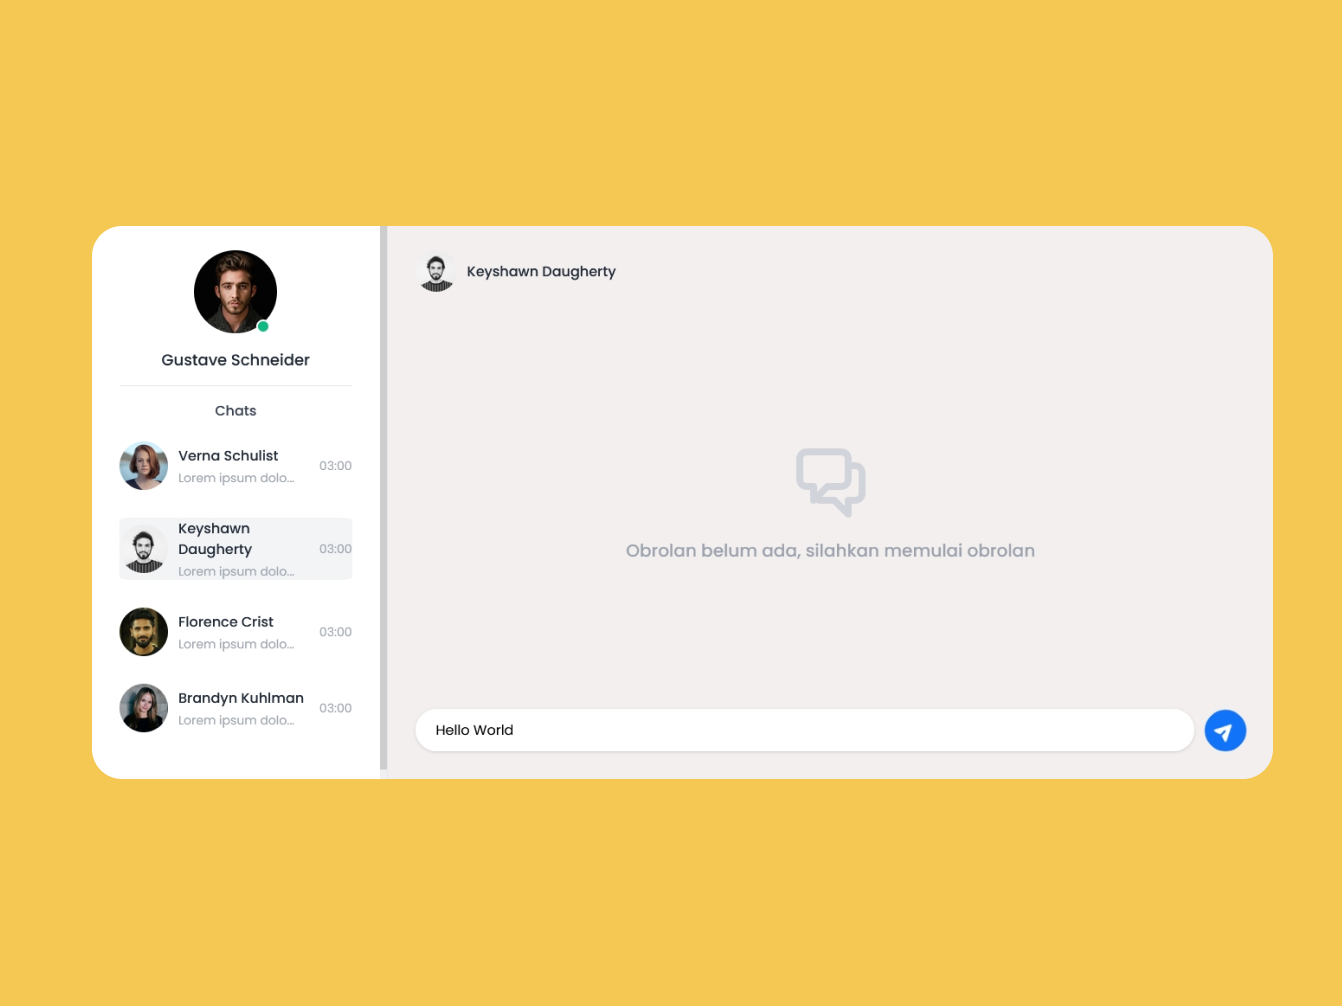 Gustave Schneider
Chats
Verna Schulist
Lorem ipsum dolo...
03:00
Keyshawn
Daugherty
Lorem ipsum dolo...
03:00
Florence Crist
Lorem ipsum dolo...
03:00
Brandyn Kuhlman
Lorem ipsum dolo...
03:00
Keyshawn Daugherty
Obrolan belum ada, silahkan memulai obrolan
Hello World